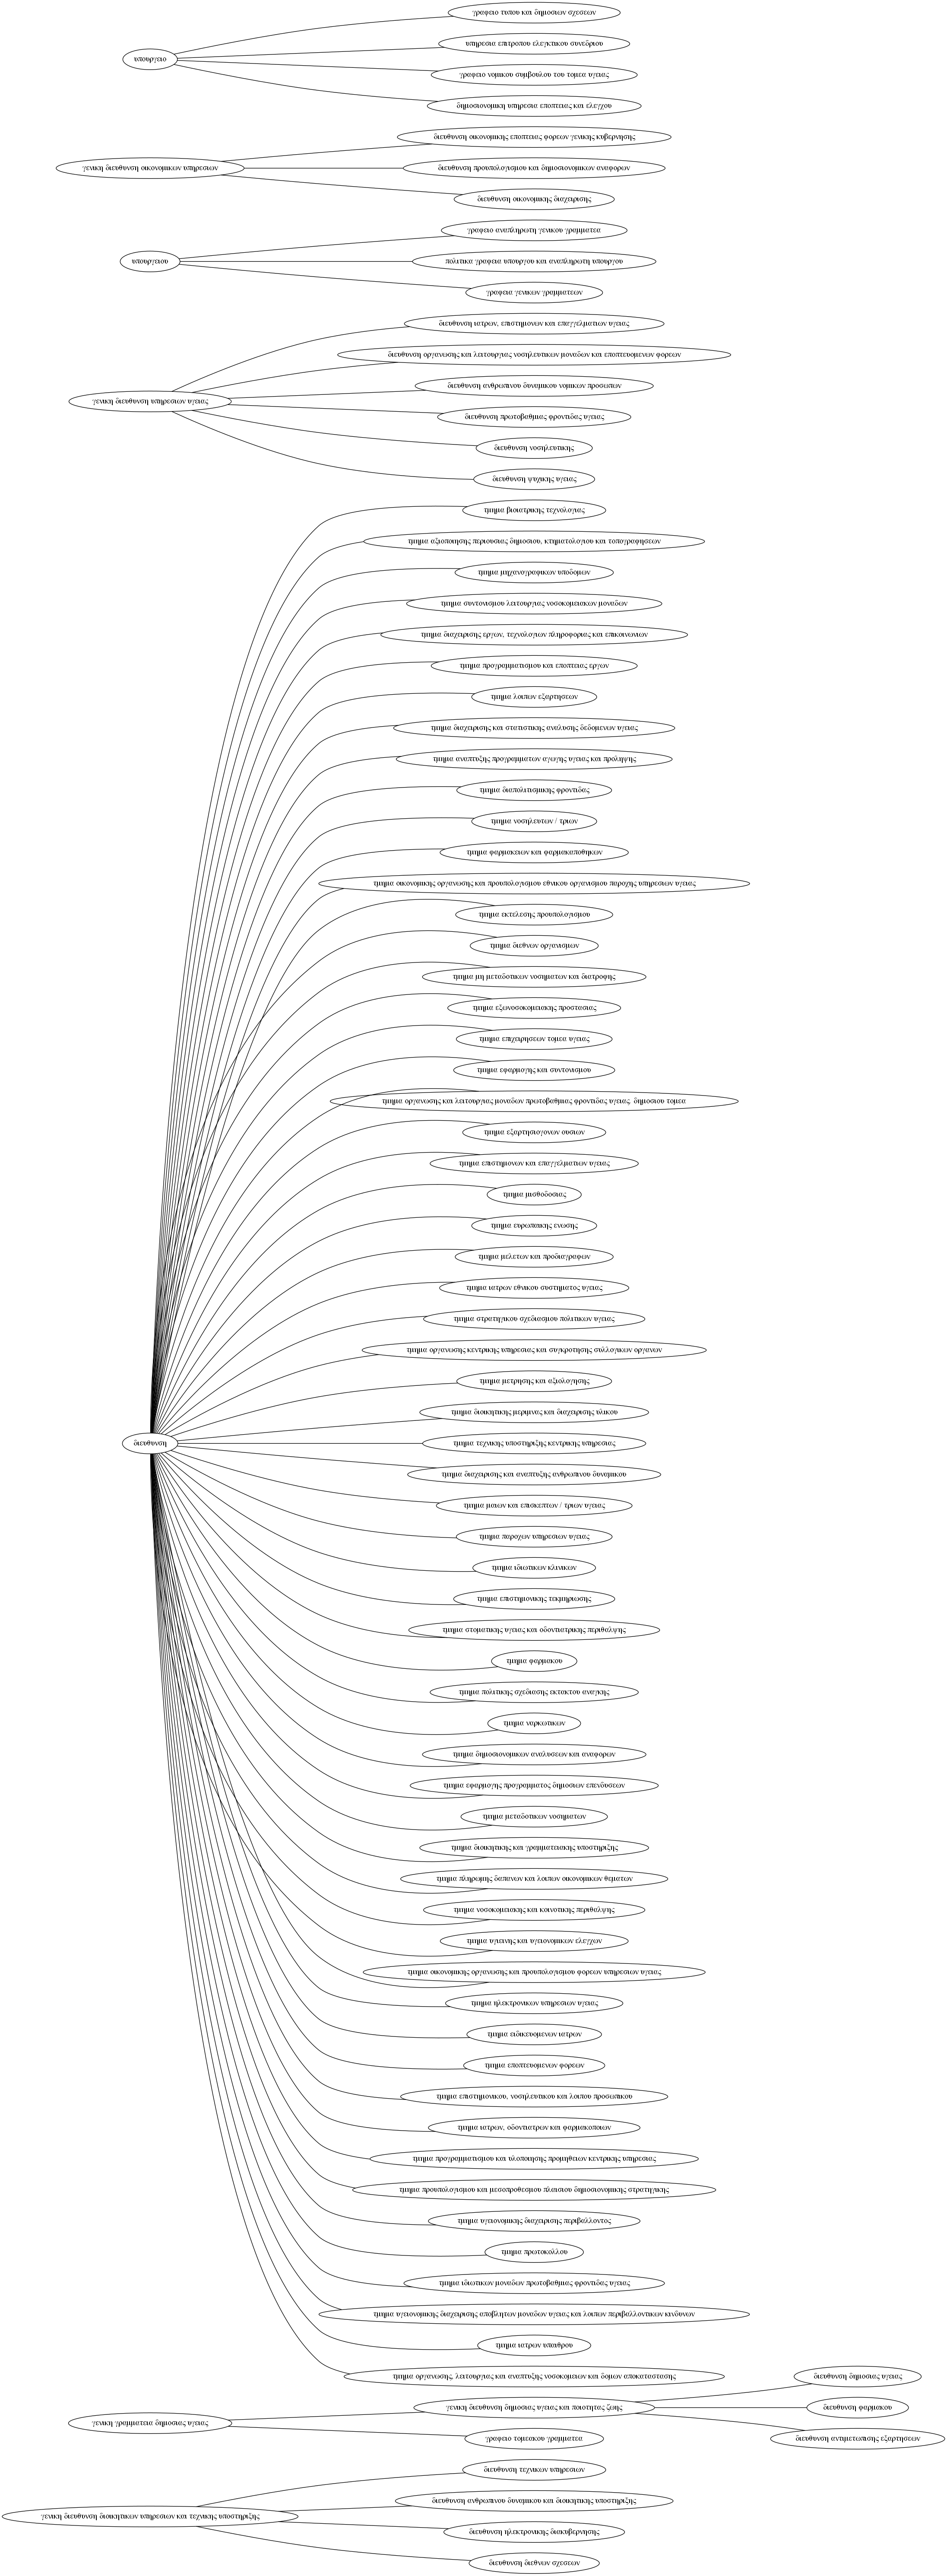 γραφειο τυπου και δημοσιων σχεσεων
υπηρεσια επιτροπου ελεγκτικου συνεδριου
υπουργειο
γραφειο νομικου συμβουλου του τομεα υγειας
δημοσιονομικη υπηρεσια εποπτειας και ελεγχου
διευθυνση οικονομικης εποπτειας φορεων γενικης κυβερνησης
γενικη διευθυνση οικονομικων υπηρεσιων
διευθυνση προυπολογισμου και δημοσιονομικων αναφορων
διευθυνση οικονομικης διαχειρισης
γραφειο αναπληρωτη γενικου γραμματεα
υπουργειου
πολιτικα γραφεια υπουργου και αναπληρωτη υπουργου
γραφεια γενικων γραμματεων
διευθυνση ιατρων, επιστημονων και επαγγελματιων υγειας
διευθυνση οργανωσης και λειτουργιας νοσηλευτικων μοναδων και εποπτευομενων φορεων
διευθυνση ανθρωπινου δυναμικου νομικων προσωπων
γενικη διευθυνση υπηρεσιων υγειας
διευθυνση πρωτοβαθμιας φροντιδας υγειας
διευθυνση νοσηλευτικης
διευθυνση ψυχικης υγειας
τμημα βιοιατρικης τεχνολογιας
τμημα αξιοποιησης περιουσιας δημοσιου, κτηματολογιου και τοπογραφησεων
τμημα μηχανογραφικων υποδομων
τμημα συντονισμου λειτουργιας νοσοκομειακων μοναδων
τμημα διαχειρισης εργων, τεχνολογιων πληροφοριας και επικοινωνιων
τμημα προγραμματισμου και εποπτειας εργων
τμημα λοιπων εξαρτησεων
τμημα διαχειρισης και στατιστικης αναλυσης δεδομενων υγειας
τμημα αναπτυξης προγραμματων αγωγης υγειας και προληψης
τμημα διαπολιτισμικης φροντιδας
τμημα νοσηλευτων / τριων
τμημα φαρμακειων και φαρμακαποθηκων
τμημα οικονομικης οργανωσης και προυπολογισμου εθνικου οργανισμου παροχης υπηρεσιων υγειας
τμημα εκτελεσης προυπολογισμου
τμημα διεθνων οργανισμων
τμημα μη μεταδοτικων νοσηματων και διατροφης
τμημα εξωνοσοκομειακης προστασιας
τμημα επιχειρησεων τομεα υγειας
τμημα εφαρμογης και συντονισμου
τμημα οργανωσης και λειτουργιας μοναδων πρωτοβαθμιας φροντιδας υγειας δημοσιου τομεα
τμημα εξαρτησιογονων ουσιων
τμημα επιστημονων και επαγγελματιων υγειας
τμημα μισθοδοσιας
τμημα ευρωπαικης ενωσης
τμημα μελετων και προδιαγραφων
τμημα ιατρων εθνικου συστηματος υγειας
τμημα στρατηγικου σχεδιασμου πολιτικων υγειας
τμημα οργανωσης κεντρικης υπηρεσιας και συγκροτησης συλλογικων οργανων
τμημα μετρησης και αξιολογησης
τμημα διοικητικης μεριμνας και διαχειρισης υλικου
διευθυνση
τμημα τεχνικης υποστηριξης κεντρικης υπηρεσιας
τμημα διαχειρισης και αναπτυξης ανθρωπινου δυναμικου
τμημα μαιων και επισκεπτων / τριων υγειας
τμημα παροχων υπηρεσιων υγειας
τμημα ιδιωτικων κλινικων
τμημα επιστημονικης τεκμηριωσης
τμημα στοματικης υγειας και οδοντιατρικης περιθαλψης
τμημα φαρμακου
τμημα πολιτικης σχεδιασης εκτακτου αναγκης
τμημα ναρκωτικων
τμημα δημοσιονομικων αναλυσεων και αναφορων
τμημα εφαρμογης προγραμματος δημοσιων επενδυσεων
τμημα μεταδοτικων νοσηματων
τμημα διοικητικης και γραμματειακης υποστηριξης
τμημα πληρωμης δαπανων και λοιπων οικονομικων θεματων
τμημα νοσοκομειακης και κοινοτικης περιθαλψης
τμημα υγιεινης και υγειονομικων ελεγχων
τμημα οικονομικης οργανωσης και προυπολογισμου φορεων υπηρεσιων υγειας
τμημα ηλεκτρονικων υπηρεσιων υγειας
τμημα ειδικευομενων ιατρων
τμημα εποπτευομενων φορεων
τμημα επιστημονικου, νοσηλευτικου και λοιπου προσωπικου
τμημα ιατρων, οδοντιατρων και φαρμακοποιων
τμημα προγραμματισμου και υλοποιησης προμηθειων κεντρικης υπηρεσιας
τμημα προυπολογισμου και μεσοπροθεσμου πλαισιου δημοσιονομικης στρατηγικης
τμημα υγειονομικης διαχειρισης περιβαλλοντος
τμημα πρωτοκολλου
τμημα ιδιωτικων μοναδων πρωτοβαθμιας φροντιδας υγειας
τμημα υγειονομικης διαχειρισης αποβλητων μοναδων υγειας και λοιπων περιβαλλοντικων κινδυνων
τμημα ιατρων υπαιθρου
τμημα οργανωσης, λειτουργιας και αναπτυξης νοσοκομειων και δομων αποκαταστασης
διευθυνση δημοσιας υγειας
γενικη διευθυνση δημοσιας υγειας και ποιοτητας ζωης
διευθυνση φαρμακου
γενικη γραμματεια δημοσιας υγειας
γραφειο τομεακου γραμματεα
διευθυνση αντιμετωπισης εξαρτησεων
διευθυνση τεχνικων υπηρεσιων
διευθυνση ανθρωπινου δυναμικου και διοικητικης υποστηριξης
γενικη διευθυνση διοικητικων υπηρεσιων και τεχνικης υποστηριξης
διευθυνση ηλεκτρονικης διακυβερνησης
διευθυνση διεθνων σχεσεων